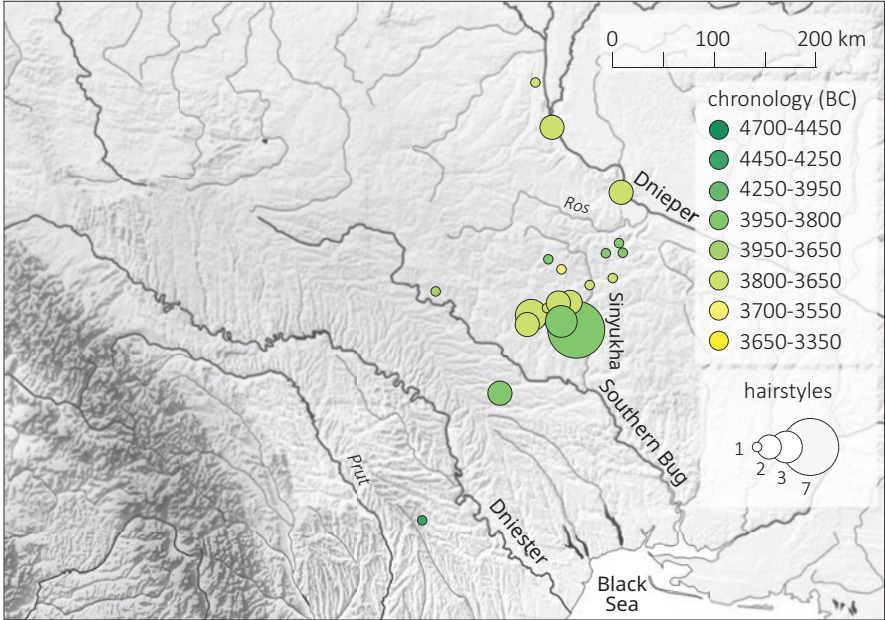 0 100 200 km
chronology (BC)
4700-4450
4450-4250
4250-3950
3950-3800
3950-3650
3800-3650
3700-3550
3650-3350
hairstyles
1
2
3
7
Dnieper
Ros
Sinyukha
Southern Bug
Prut
Dniester
Black
Sea